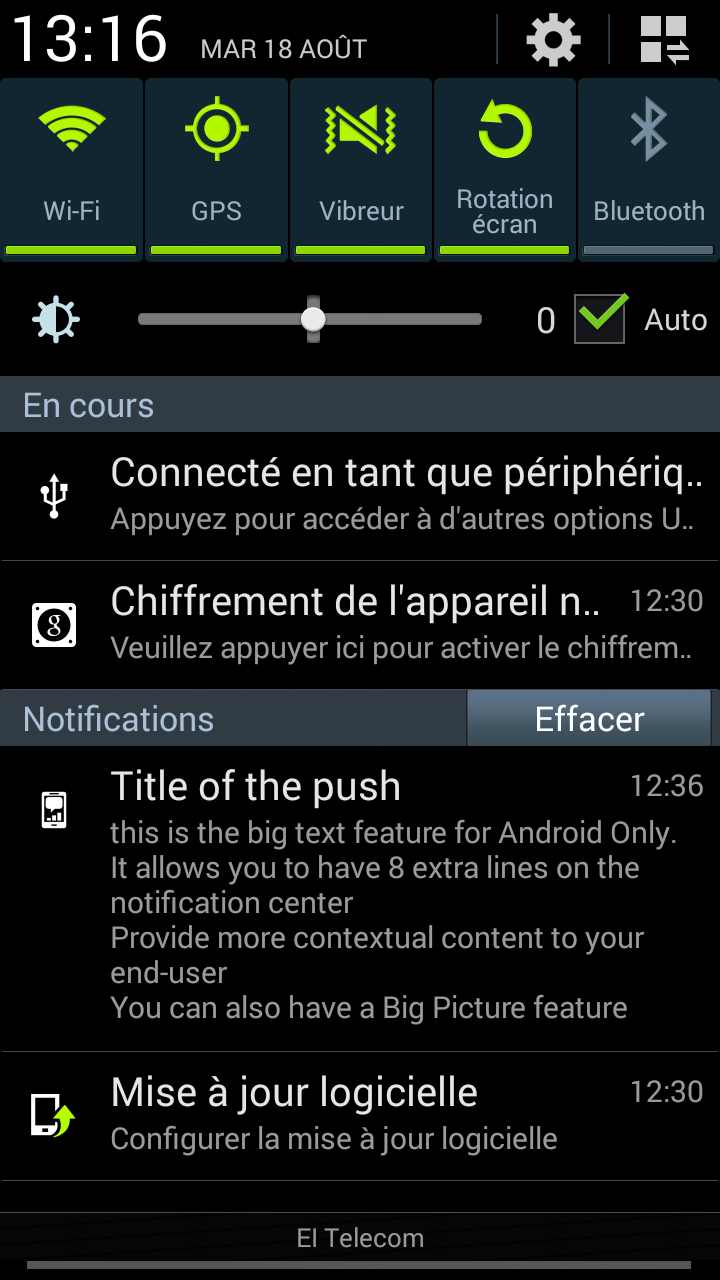 13:16 MAR 18 AOÛT
Wi-Fi GPS Vibreur Rotation écran Bluetooth
0 Auto
En cours
Connecté en tant que périphériq..
Appuyez pour accéder à d'autres options U..
Chiffrement de l'appareil n.. 12:30
Veuillez appuyer ici pour activer le chiffrem..
Notifications Effacer
Title of the push 12:36
this is the big text feature for Android Only.
It allows you to have 8 extra lines on the
notification center
Provide more contextual content to your
end-user
You can also have a Big Picture feature
Mise à jour logicielle 12:30
Configurer la mise à jour logicielle
EI Telecom